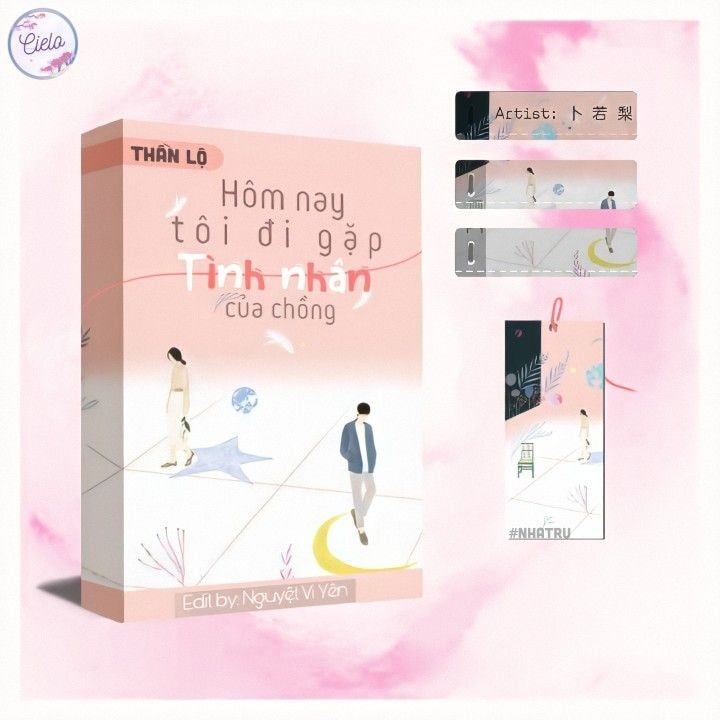 Cielo
THẦN LỘ
Hôm nay
tôi đi gặp
Tình nhân
của chồng
Edit by: Nguyệt Vi Yên
Artist: 卜若梨
#NHATRU